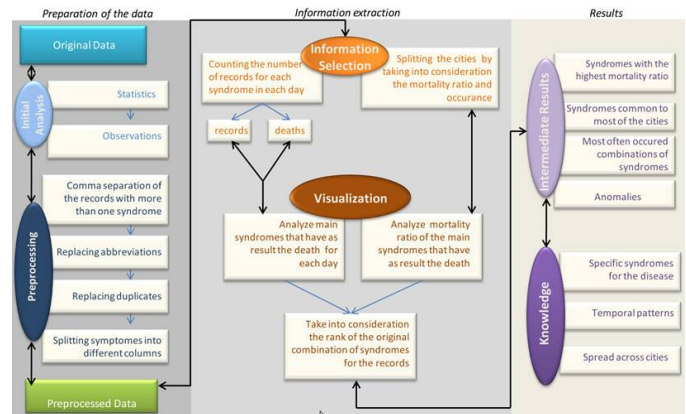 Preparation of the data
Original Data
Initial
Analysis
Statistics
Observations
Preprocessing
Comma separation of
the records with more
than one syndrome
Replacing abbreviations
Replacing duplicates
Splitting symptomes into
different columns
Preprocessed Data
Information extraction
Information
Selection
Counting the number
of records for each
syndrome in each day
Splitting the cities by
taking into consideration
the mortality ratio and
occurance
records
deaths
Visualization
Analyze main
syndromes that have as
result the death for
each day
Analyze mortality
ratio of the main
syndromes that have
as result the death
Take into consideration
the rank of the original
combination of syndromes
for the records
Results
Intermediate Results
Syndromes with the
highest mortality ratio
Syndromes common to
most of the cities
Most often occured
combinations of
syndromes
Anomalies
Knowledge
Specific syndromes
for the disease
Temporal patterns
Spread across cities